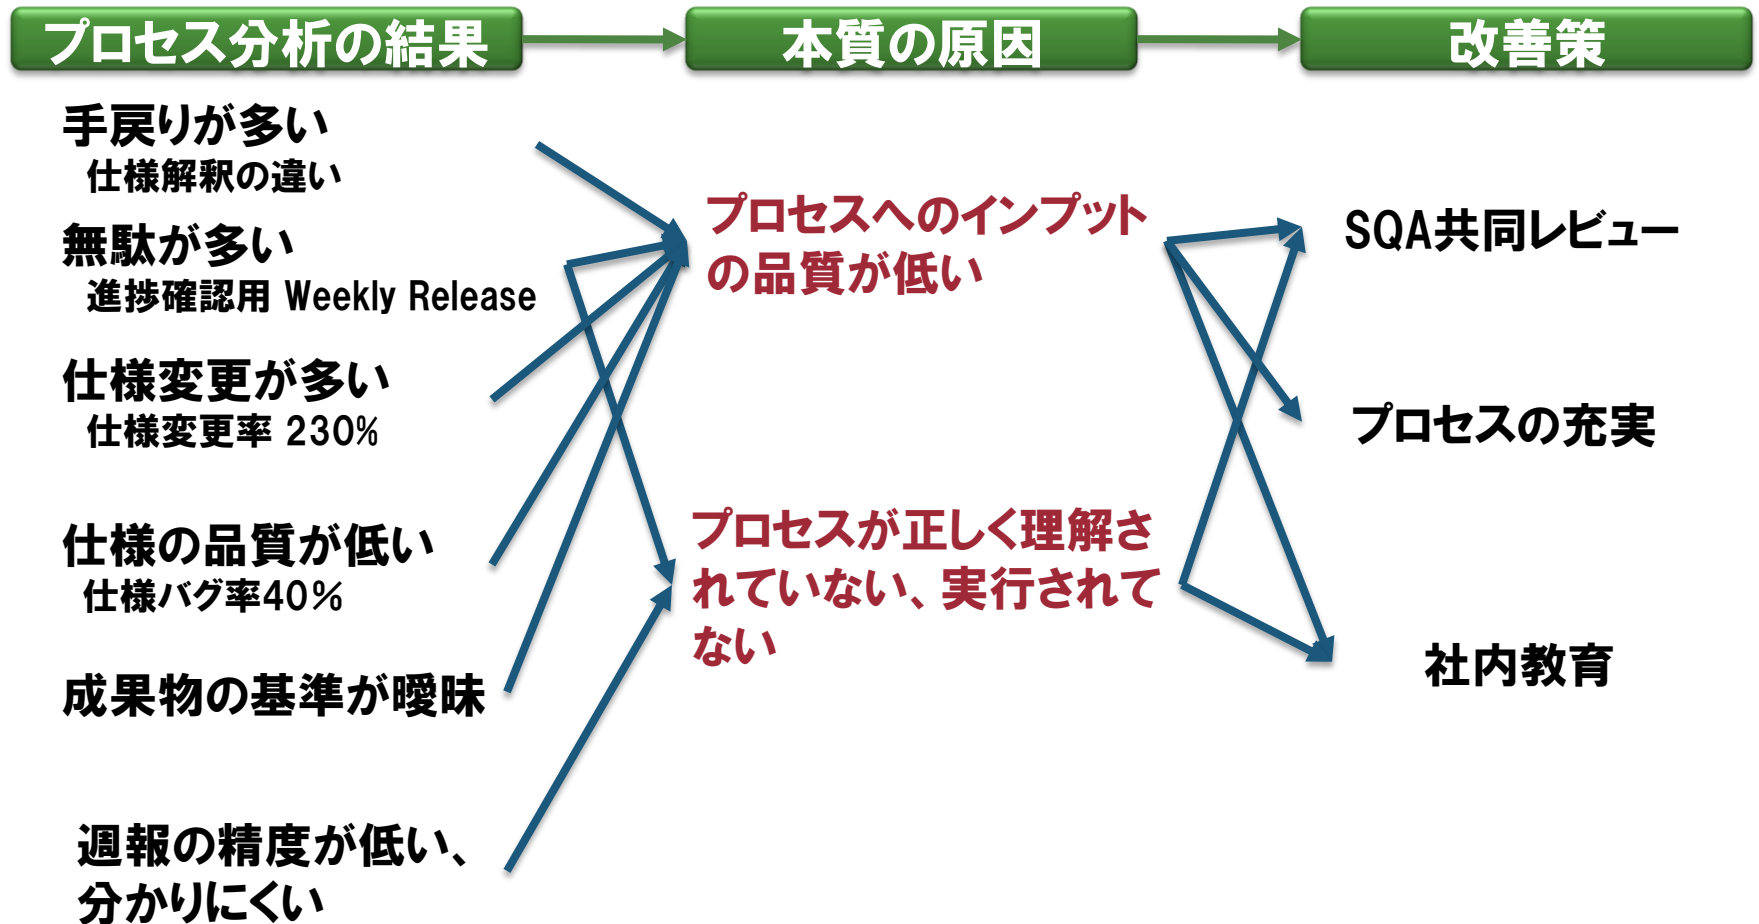 プロセス分析の結果
本質の原因
改善策
手戻りが多い
仕様解釈の違い
無駄が多い
進捗確認用 Weekly Release
仕様変更が多い
仕様変更率 230%
仕様の品質が低い
仕様バグ率40％
成果物の基準が曖昧
週報の精度が低い、
分かりにくい
プロセスへのインプット
の品質が低い
プロセスが正しく理解さ
れていない、実行されて
ない
SQA共同レビュー
プロセスの充実
社内教育